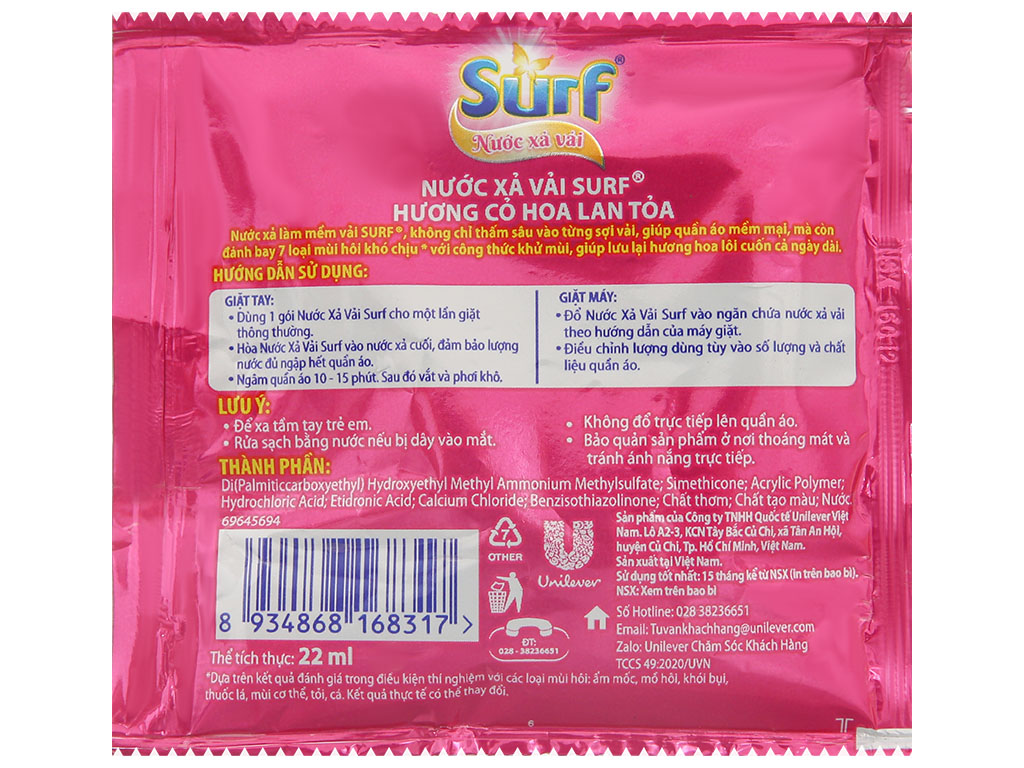 Surf®
Nước xả vải
NƯỚC XẢ VẢI SURF®
HƯƠNG CỎ HOA LAN TỎA
Nước xả làm mềm vải SURF®, không chỉ thấm sâu vào từng sợi vải, giúp quần áo mềm mại, mà còn
đánh bay 7 loại mùi hôi khó chịu * với công thức khử mùi, giúp lưu lại hương hoa lôi cuốn cả ngày dài.
HƯỚNG DẪN SỬ DỤNG:
GIẶT TAY:
• Dùng 1 gói Nước Xả Vải Surf cho một lần giặt
thông thường.
• Hòa Nước Xả Vải Surf vào nước xả cuối, đảm bảo lượng
nước đủ ngập hết quần áo.
• Ngâm quần áo 10 - 15 phút. Sau đó vắt và phơi khô.
GIẶT MÁY:
• Đổ Nước Xả Vải Surf vào ngăn chứa nước xả vải
theo hướng dẫn của máy giặt.
• Điều chỉnh lượng dùng tùy vào số lượng và chất
liệu quần áo.
LƯU Ý:
• Để xa tầm tay trẻ em.
• Rửa sạch bằng nước nếu bị dây vào mắt.
• Không đổ trực tiếp lên quần áo.
• Bảo quản sản phẩm ở nơi thoáng mát và
tránh ánh nắng trực tiếp.
THÀNH PHẦN:
Di(Palmiticcarboxyethyl) Hydroxyethyl Methyl Ammonium Methylsulfate; Simethicone; Acrylic Polymer;
Hydrochloric Acid; Etidronic Acid; Calcium Chloride; Benzisothiazolinone; Chất thơm; Chất tạo màu; Nước.
69645694
8 934868 168317 >
7
OTHER
Unilever
ĐT:
028 - 38236651
Sản phẩm của Công ty TNHH Quốc tế Unilever Việt
Nam. Lô A2-3, KCN Tây Bắc Củ Chi, xã Tân An Hội,
huyện Củ Chi, Tp. Hồ Chí Minh, Việt Nam.
Sản xuất tại Việt Nam.
Sử dụng tốt nhất: 15 tháng kể từ NSX (in trên bao bì).
NSX: Xem trên bao bì
Số Hotline: 028 38236651
Email: Tuvankhachhang@unilever.com
Zalo: Unilever Chăm Sóc Khách Hàng
TCCS 49:2020/UVN
Thể tích thực: 22 ml
*Dựa trên kết quả đánh giá trong điều kiện thí nghiệm với các loại mùi hôi: ẩm mốc, mồ hôi, khói bụi,
thuốc lá, mùi cơ thể, tỏi, cá. Kết quả thực tế có thể thay đổi.
6